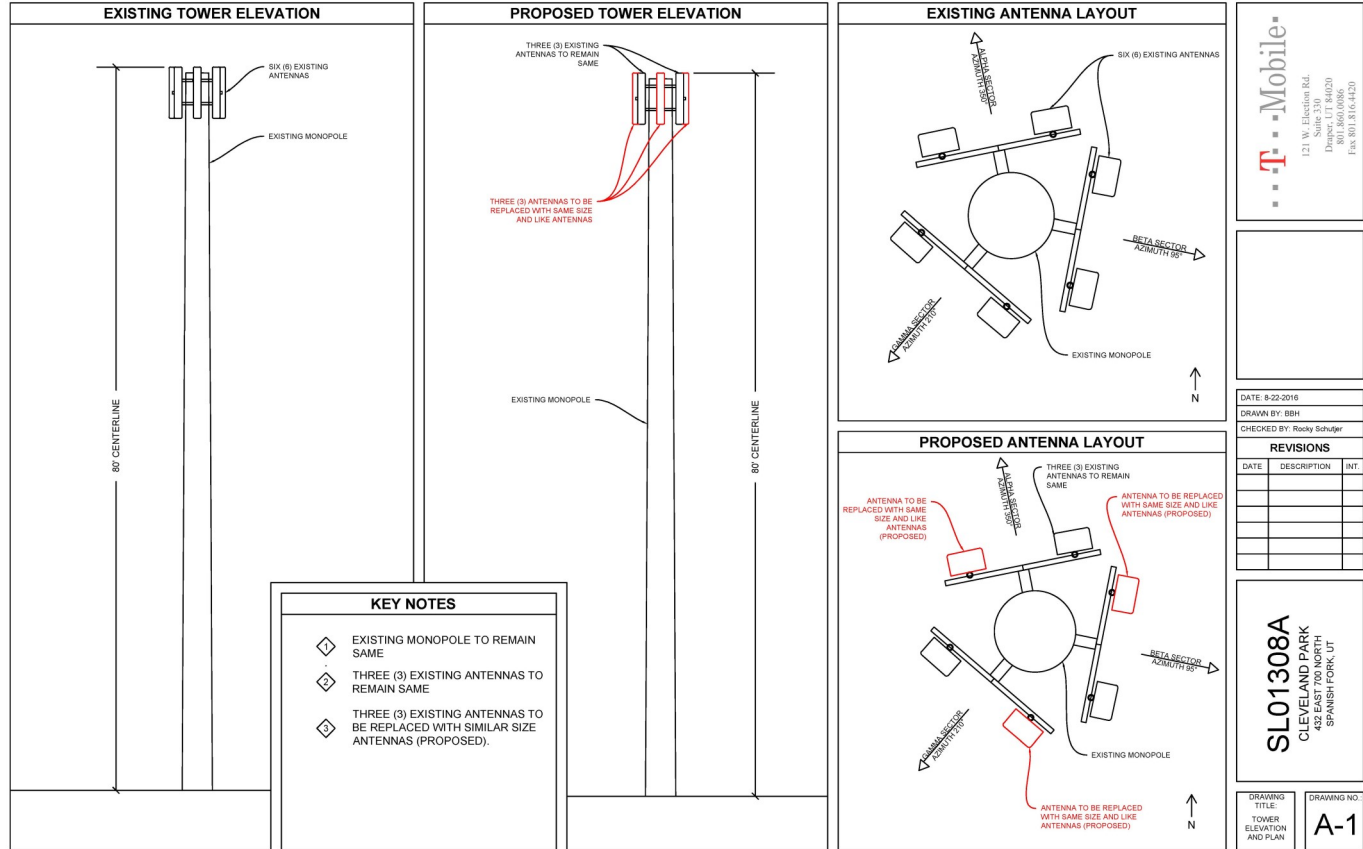 EXISTING TOWER ELEVATION
SIX (6) EXISTING
ANTENNAS
EXISTING MONOPOLE
80' CENTERLINE
PROPOSED TOWER ELEVATION
THREE (3) EXISTING
ANTENNAS TO REMAIN
SAME
THREE (3) ANTENNAS TO BE
REPLACED WITH SAME SIZE
AND LIKE ANTENNAS
EXISTING MONOPOLE
80' CENTERLINE
KEY NOTES
1 EXISTING MONOPOLE TO REMAIN
SAME
2 THREE (3) EXISTING ANTENNAS TO
REMAIN SAME
3 THREE (3) EXISTING ANTENNAS TO
BE REPLACED WITH SIMILAR SIZE
ANTENNAS (PROPOSED).
EXISTING ANTENNA LAYOUT
ALPHA SECTOR
AZIMUTH 350°
SIX (6) EXISTING ANTENNAS
BETA SECTOR
AZIMUTH 95°
GAMMA SECTOR
AZIMUTH 210°
EXISTING MONOPOLE
N
PROPOSED ANTENNA LAYOUT
ALPHA SECTOR
AZIMUTH 350°
THREE (3) EXISTING
ANTENNAS TO REMAIN
SAME
ANTENNA TO BE
REPLACED WITH SAME
SIZE AND LIKE
ANTENNAS
(PROPOSED)
ANTENNA TO BE REPLACED
WITH SAME SIZE AND LIKE
ANTENNAS (PROPOSED)
BETA SECTOR
AZIMUTH 95°
GAMMA SECTOR
AZIMUTH 210°
EXISTING MONOPOLE
ANTENNA TO BE REPLACED
WITH SAME SIZE AND LIKE
ANTENNAS (PROPOSED)
N
T Mobile
121 W. Election Rd.
Suite 330
Draper, UT 84020
801.860.0086
Fax 801.816.4420
DATE: 8-22-2016
DRAWN BY: BBH
CHECKED BY: Rocky Schutjer
REVISIONS
DATE DESCRIPTION INT.
SL01308A
CLEVELAND PARK
432 EAST 700 NORTH
SPANISH FORK, UT
DRAWING
TITLE:
TOWER
ELEVATION
AND PLAN
DRAWING NO.:
A-1